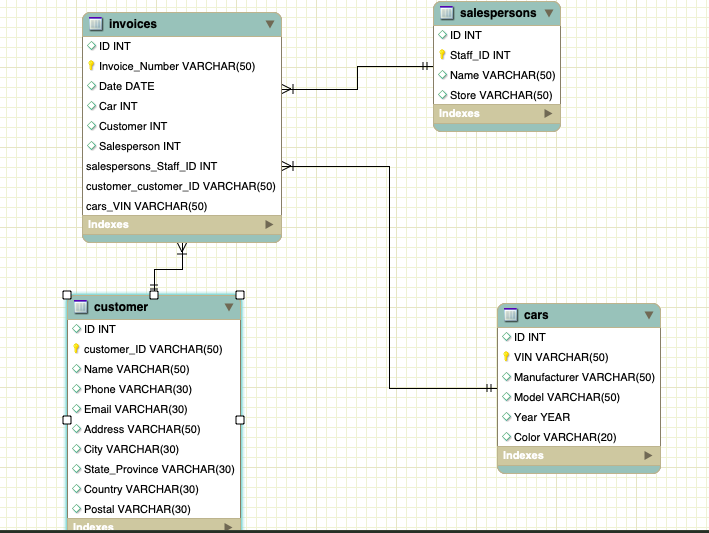 invoices
ID INT
Invoice_Number VARCHAR(50)
Date DATE
Car INT
Customer INT
Salesperson INT
salespersons_Staff_ID INT
customer_customer_ID VARCHAR(50)
cars_VIN VARCHAR(50)
Indexes
salespersons
ID INT
Staff_ID INT
Name VARCHAR(50)
Store VARCHAR(50)
Indexes
customer
ID INT
customer_ID VARCHAR(50)
Name VARCHAR(50)
Phone VARCHAR(30)
Email VARCHAR(30)
Address VARCHAR(50)
City VARCHAR(30)
State_Province VARCHAR(30)
Country VARCHAR(30)
Postal VARCHAR(30)
Indexes
cars
ID INT
VIN VARCHAR(50)
Manufacturer VARCHAR(50)
Model VARCHAR(50)
Year YEAR
Color VARCHAR(20)
Indexes